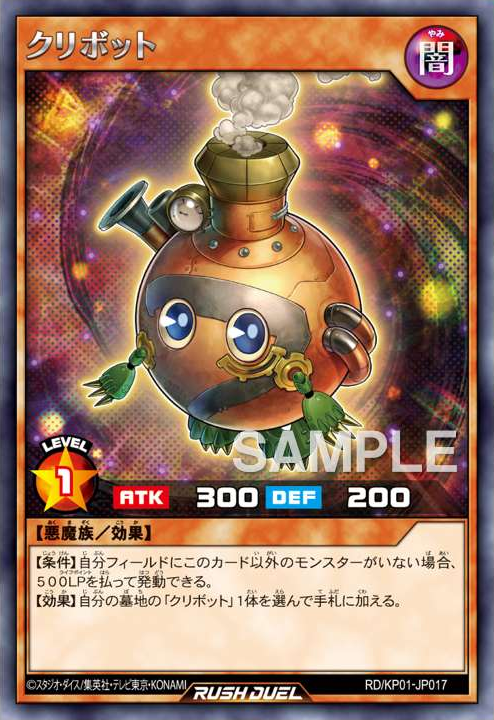 クリボット
闇
SAMPLE
LEVEL
1
ATK 300 DEF 200
【悪魔族／効果】
【条件】自分フィールドにこのカード以外のモンスターがいない場合、
５００LPを払って発動できる。
【効果】自分の墓地の「クリボット」１体を選んで手札に加える。
©スタジオ・ダイス/集英社・テレビ東京・KONAMI
RUSH DUEL
RD/KP01-JP017